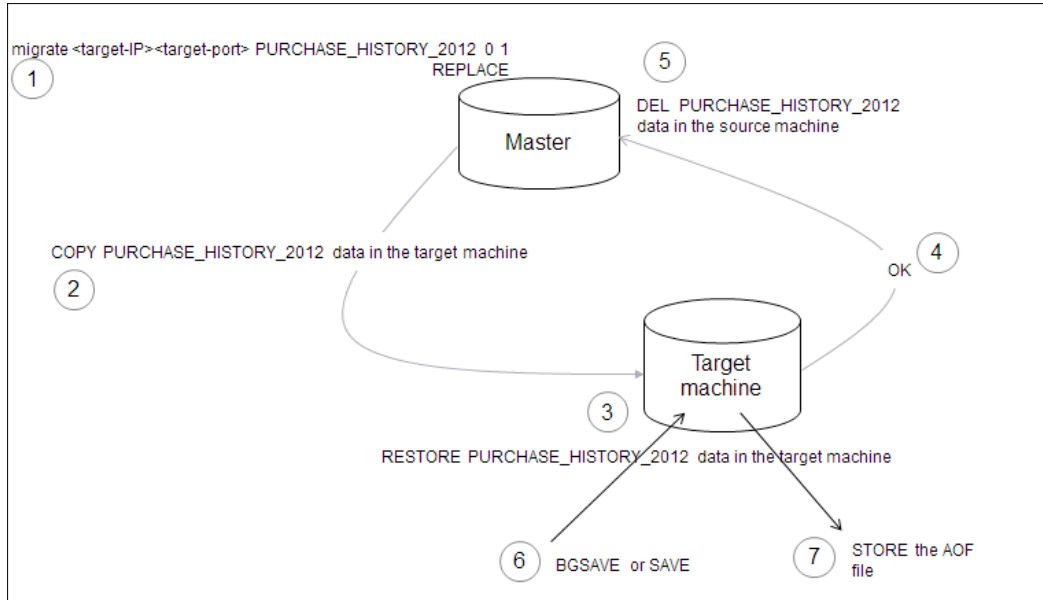 migrate <target-IP><target-port> PURCHASE_HISTORY_2012 0 1
REPLACE
1
5
DEL PURCHASE_HISTORY_2012
data in the source machine
Master
COPY PURCHASE_HISTORY_2012 data in the target machine
2
4
OK
Target
machine
3
RESTORE PURCHASE_HISTORY_2012 data in the target machine
6
BGSAVE or SAVE
7
STORE the AOF
file